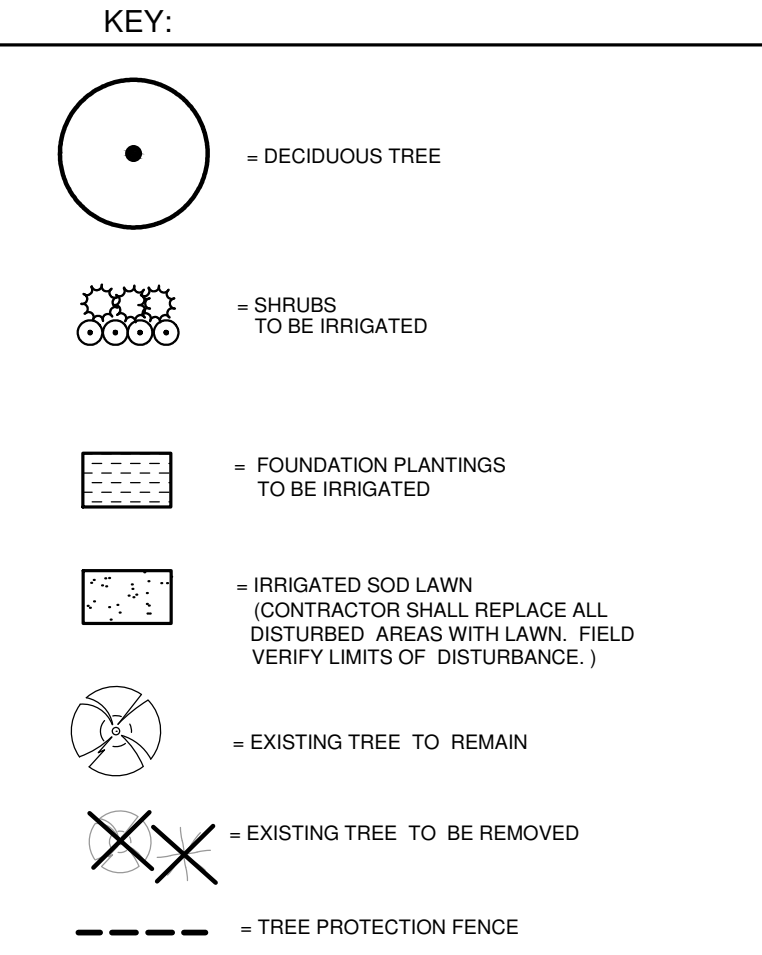 KEY:
= DECIDUOUS TREE
= SHRUBS
TO BE IRRIGATED
= FOUNDATION PLANTINGS
TO BE IRRIGATED
= IRRIGATED SOD LAWN
(CONTRACTOR SHALL REPLACE ALL
DISTURBED AREAS WITH LAWN. FIELD
VERIFY LIMITS OF DISTURBANCE. )
= EXISTING TREE TO REMAIN
= EXISTING TREE TO BE REMOVED
= TREE PROTECTION FENCE